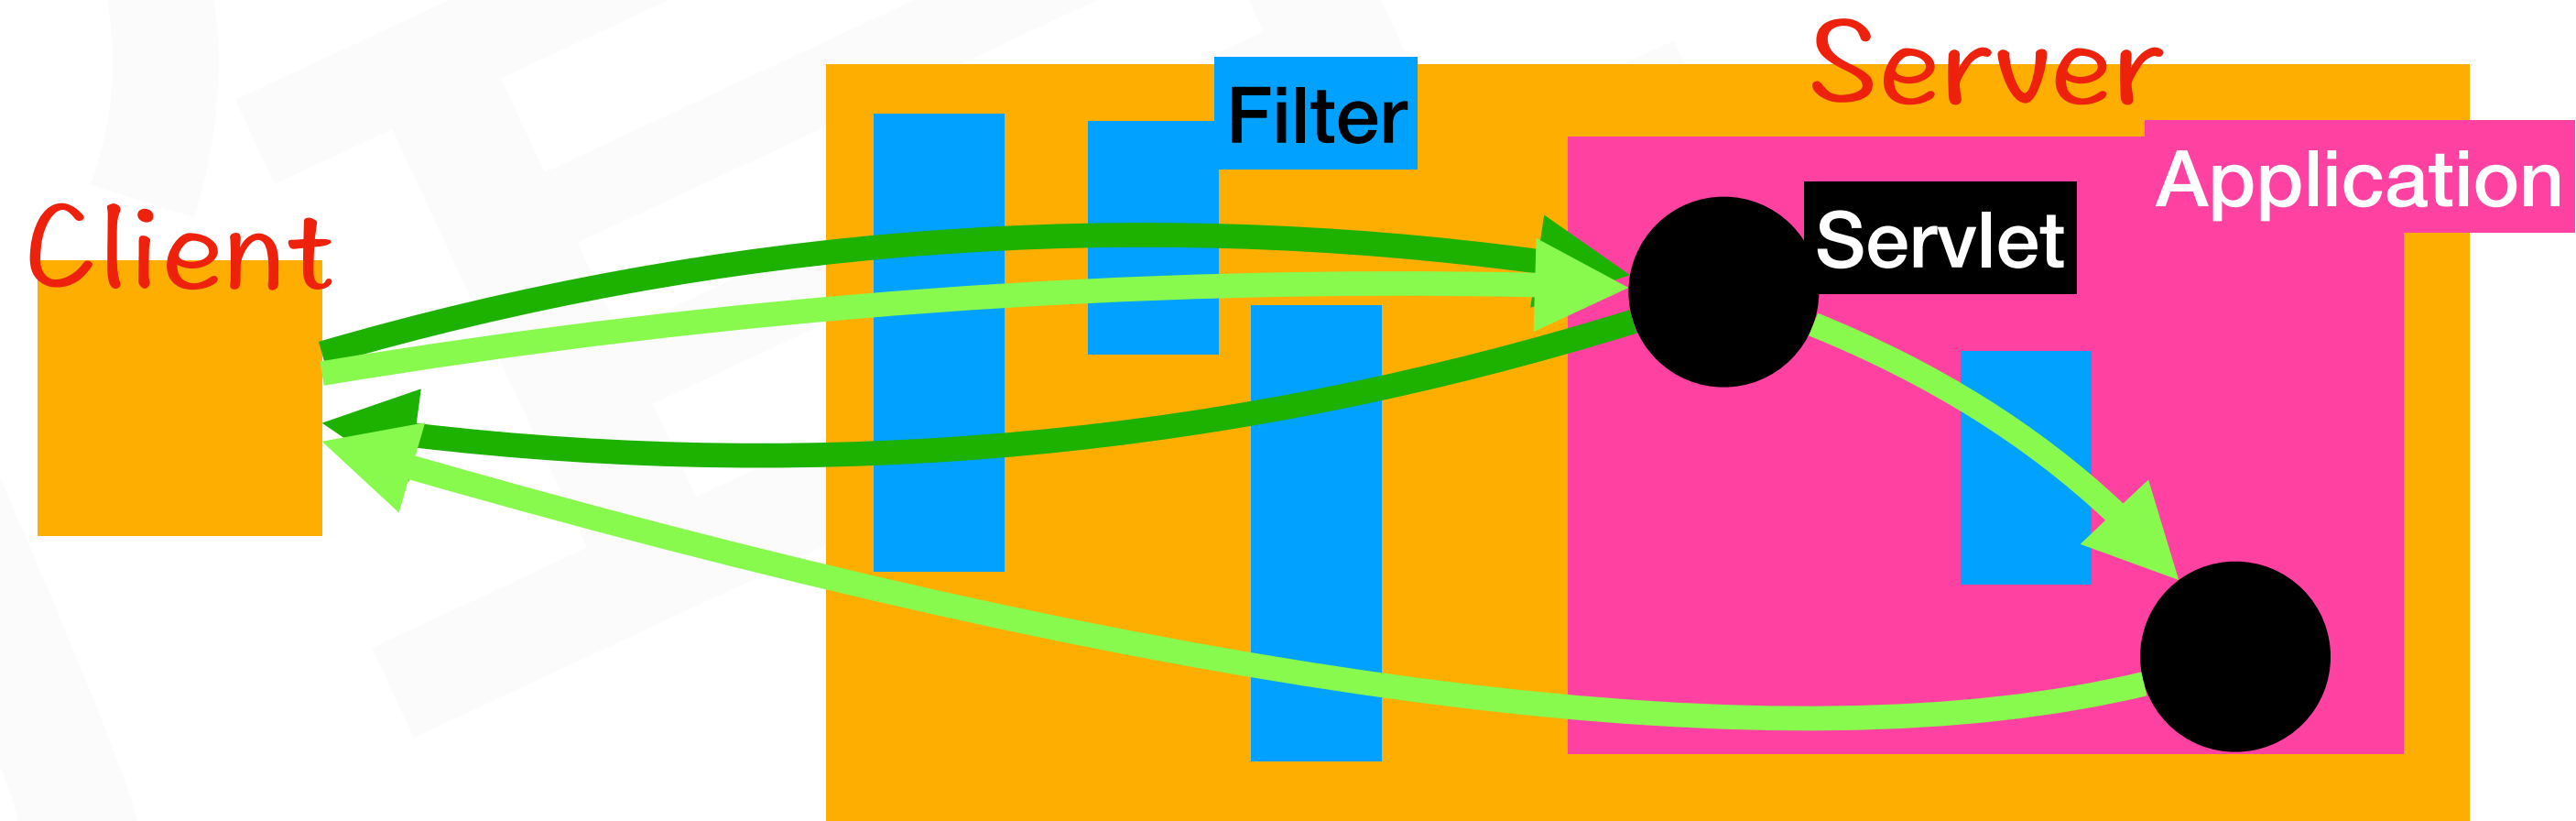 Server
Filter
Application
Client
Servlet